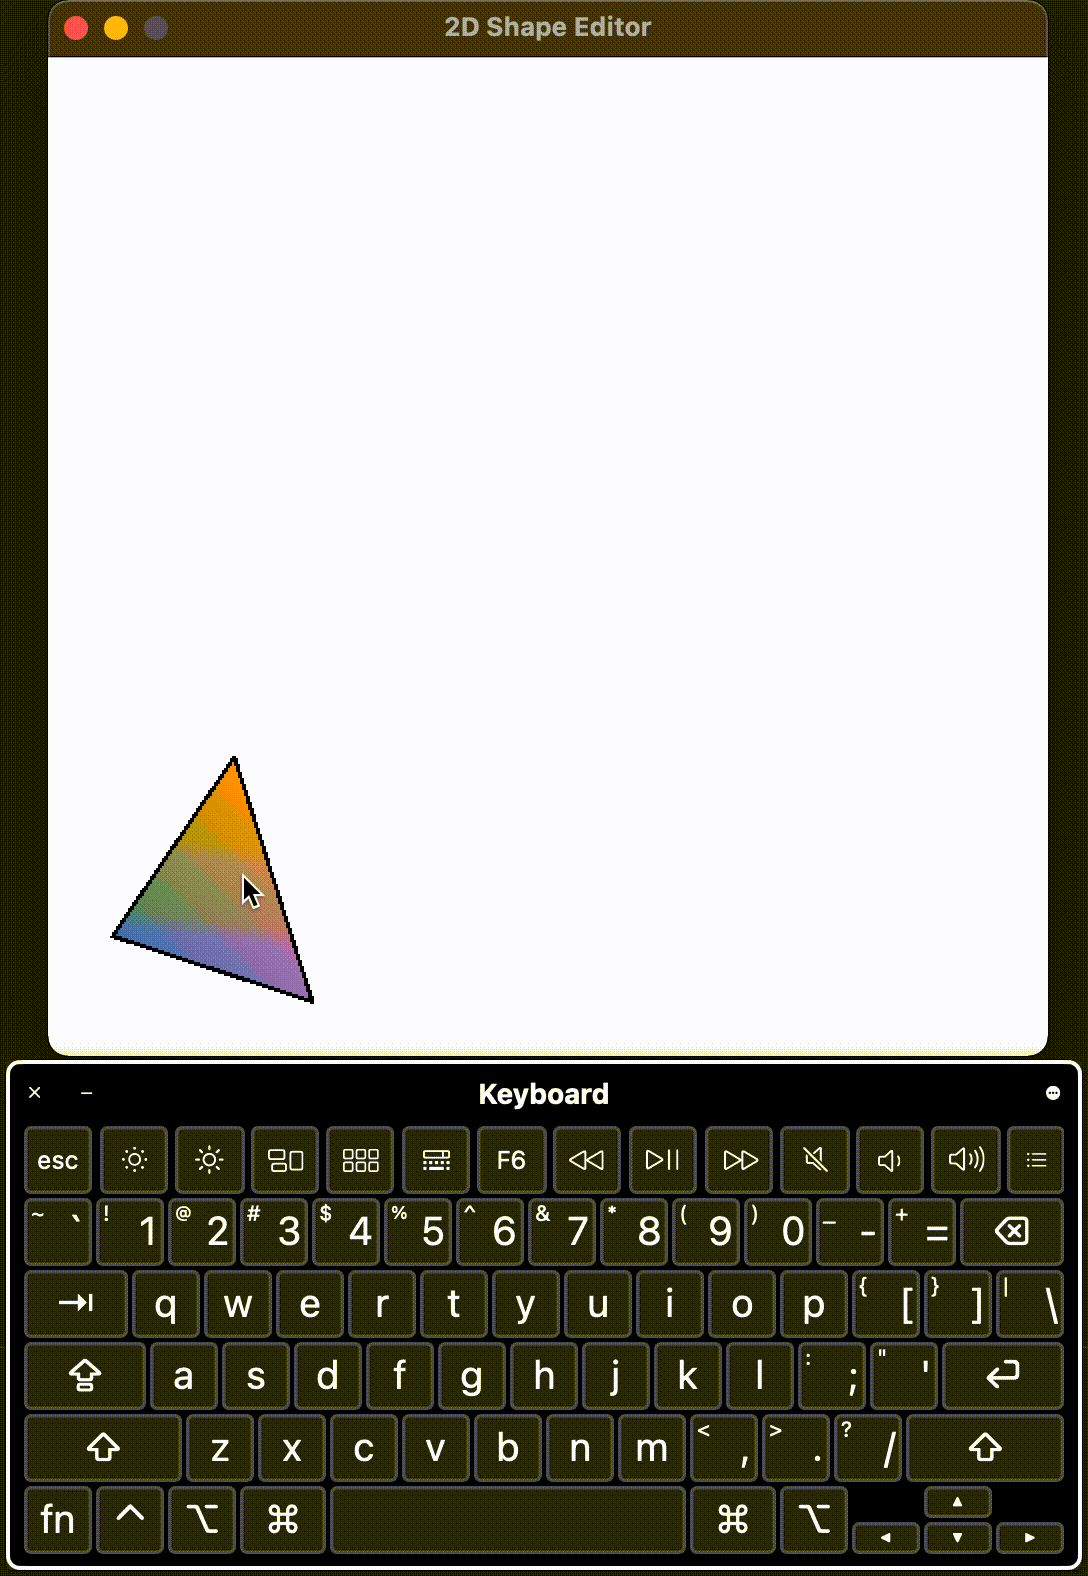 2D Shape Editor
Keyboard
esc F6
~ ` ! 1 @ 2 # 3 $ 4 % 5 ^ 6 & 7 * 8 ( 9 ) 0 _ - + =
q w e r t y u i o p { [ } ] | \
a s d f g h j k l : ; " '
z x c v b n m < , > . ? /
fn ^ ⌥ ⌘ ⌘ ⌥